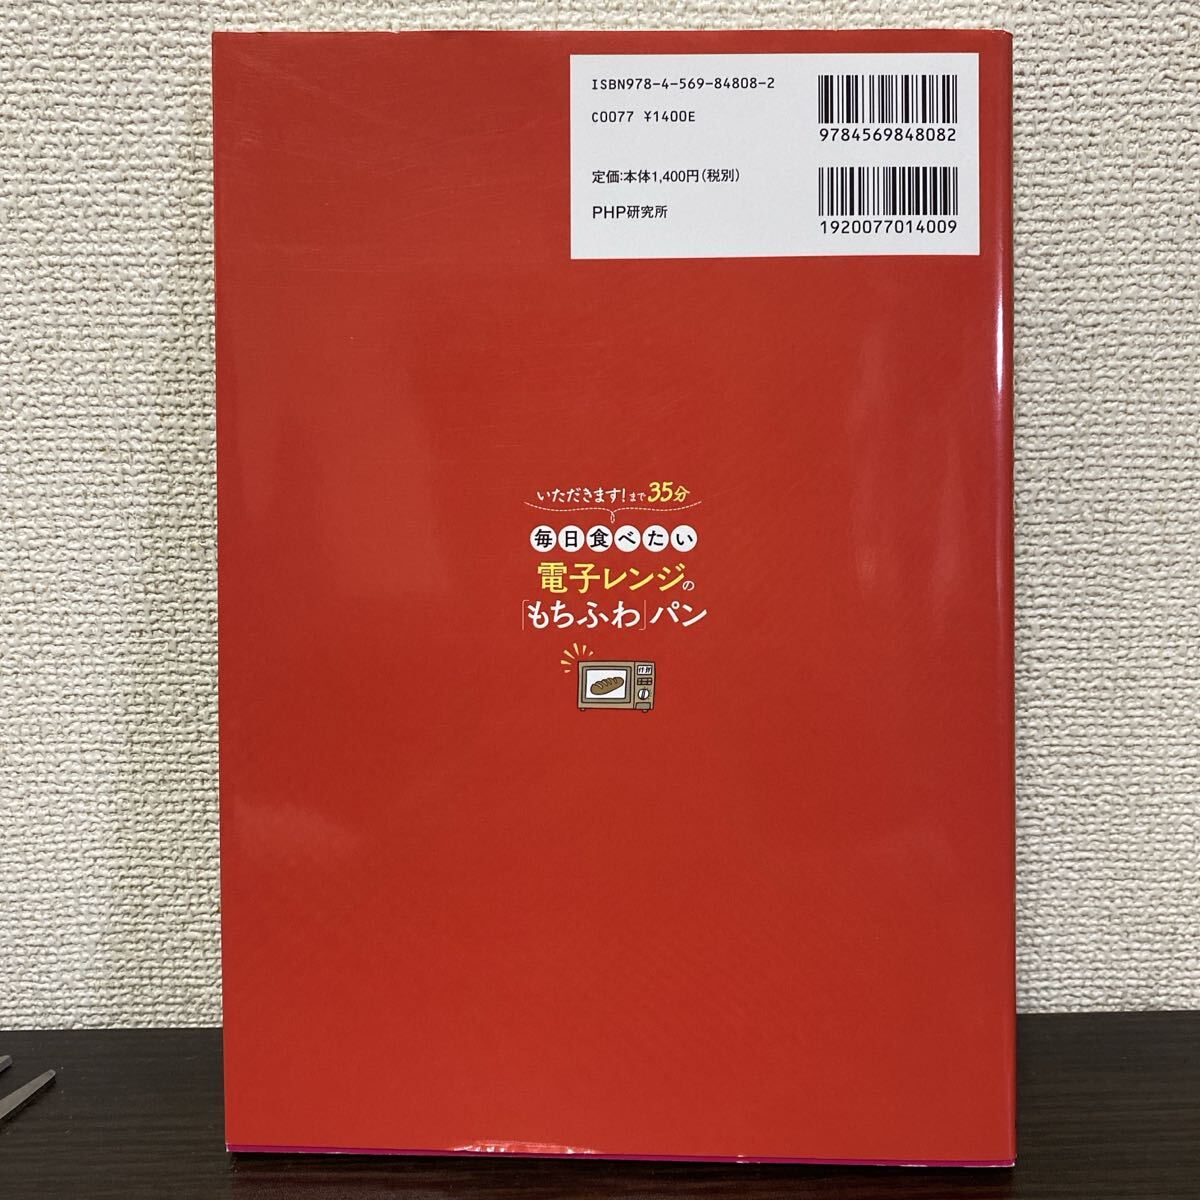 ISBN978-4-569-84808-2
C0077 ¥1400E
9784569848082
定価:本体1,400円(税別)
PHP研究所
1920077014009
いただきます!まで35分
毎日食べたい
電子レンジの
「もちふわ」パン